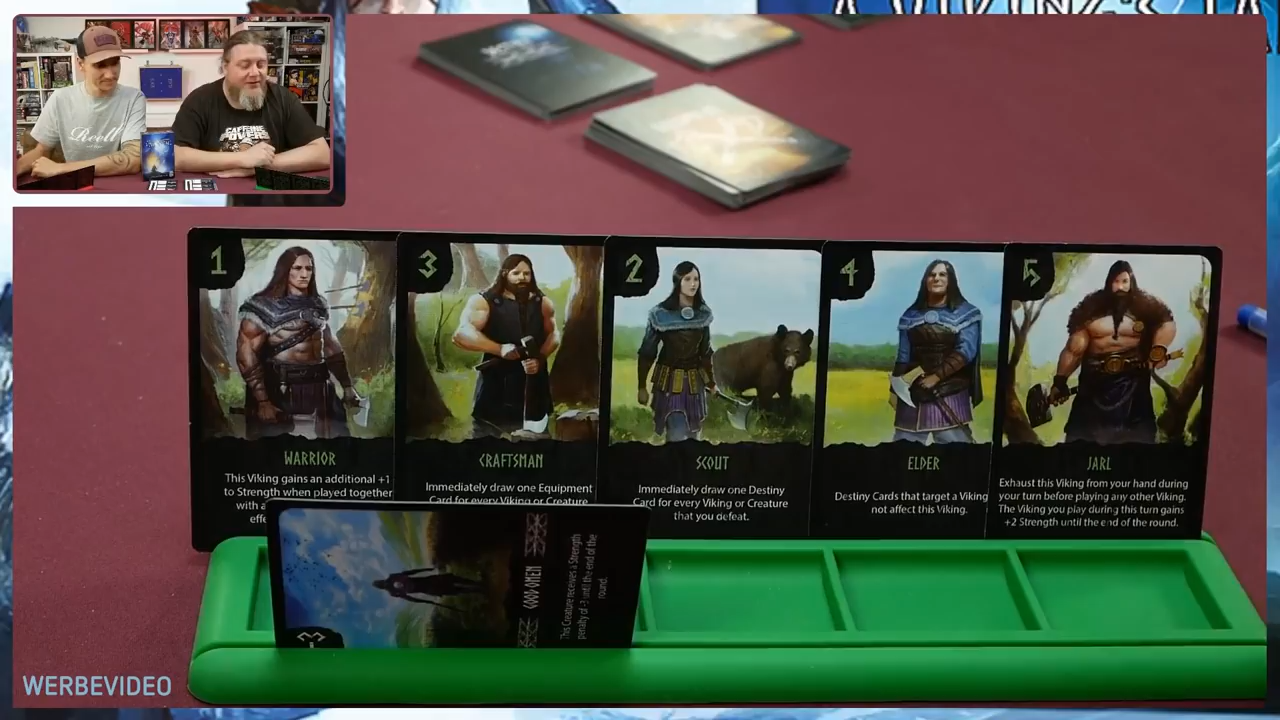 A VIKING'S TA
Reell
1
3
2
4
5
WARRIOR
This Viking gains an additional +1
to Strength when played together
with a
effe
CRAFTSMAN
Immediately draw one Equipment
Card for every Viking or Creature
SCOUT
Immediately draw one Destiny
Card for every Viking or Creature
that you defeat.
ELDER
Destiny Cards that target a Viking
not affect this Viking.
JARL
Exhaust this Viking from your hand during
your turn before playing any other Viking.
The Viking you play during this turn gains
+2 Strength until the end of the round.
GOOD OMEN
This Creature receives a Strength
penalty of -3 until the end of the
round.
WERBEVIDEO